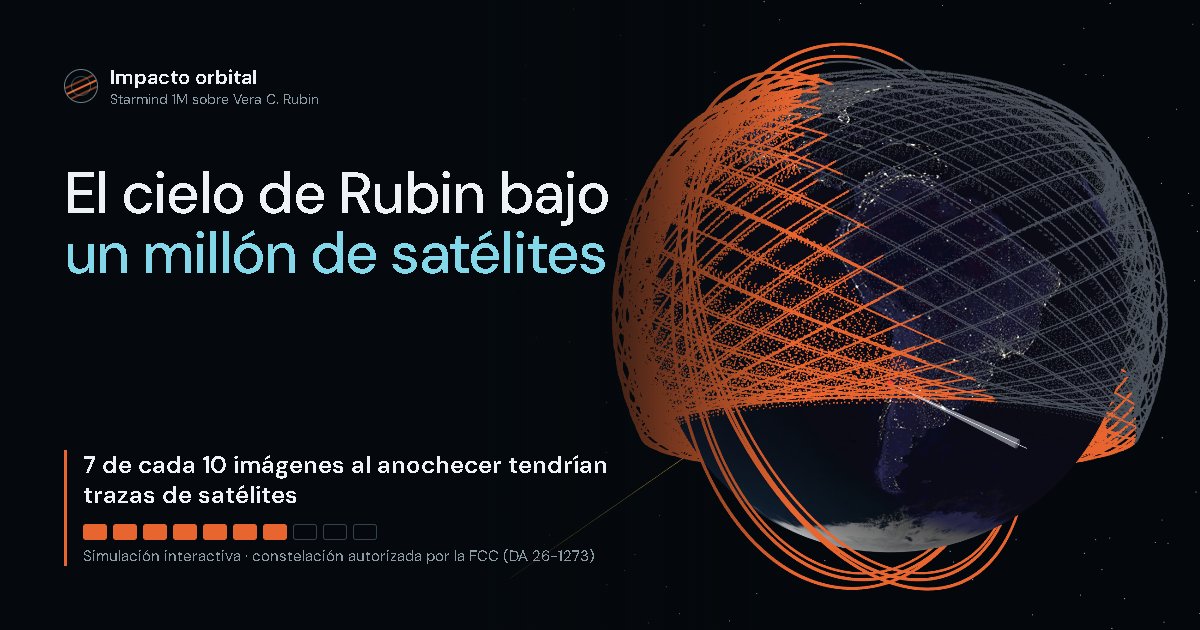 Impacto orbital
Starmind 1M sobre Vera C. Rubin
El cielo de Rubin bajo
un millón de satélites
7 de cada 10 imágenes al anochecer tendrían
trazas de satélites
Simulación interactiva · constelación autorizada por la FCC (DA 26-1273)